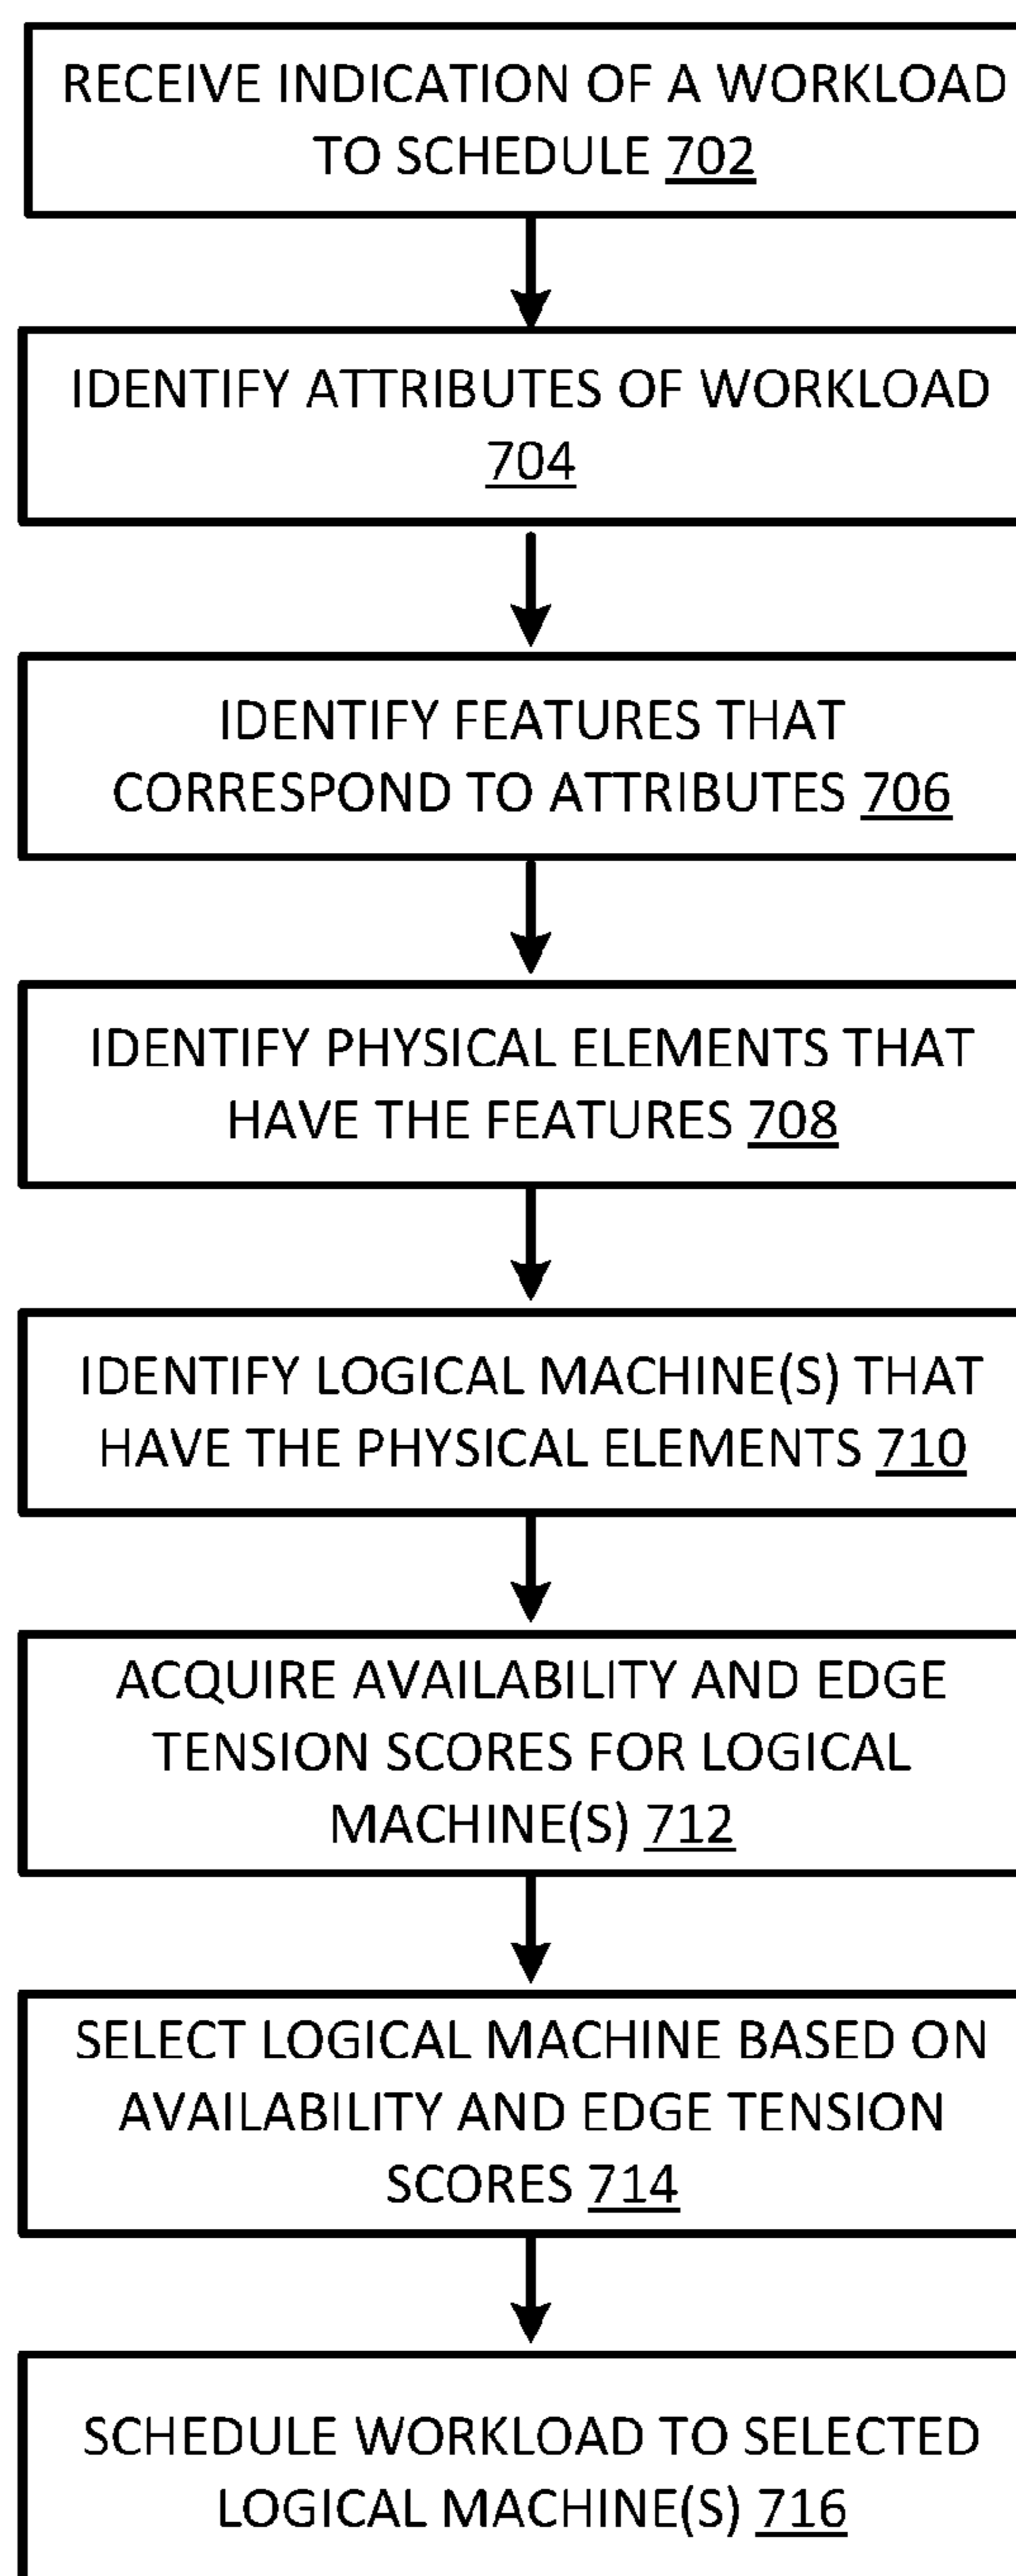 RECEIVE INDICATION OF A WORKLOAD
TO SCHEDULE 702
IDENTIFY ATTRIBUTES OF WORKLOAD
704
IDENTIFY FEATURES THAT
CORRESPOND TO ATTRIBUTES 706
IDENTIFY PHYSICAL ELEMENTS THAT
HAVE THE FEATURES 708
IDENTIFY LOGICAL MACHINE(S) THAT
HAVE THE PHYSICAL ELEMENTS 710
ACQUIRE AVAILABILITY AND EDGE
TENSION SCORES FOR LOGICAL
MACHINE(S) 712
SELECT LOGICAL MACHINE BASED ON
AVAILABILITY AND EDGE TENSION
SCORES 714
SCHEDULE WORKLOAD TO SELECTED
LOGICAL MACHINE(S) 716